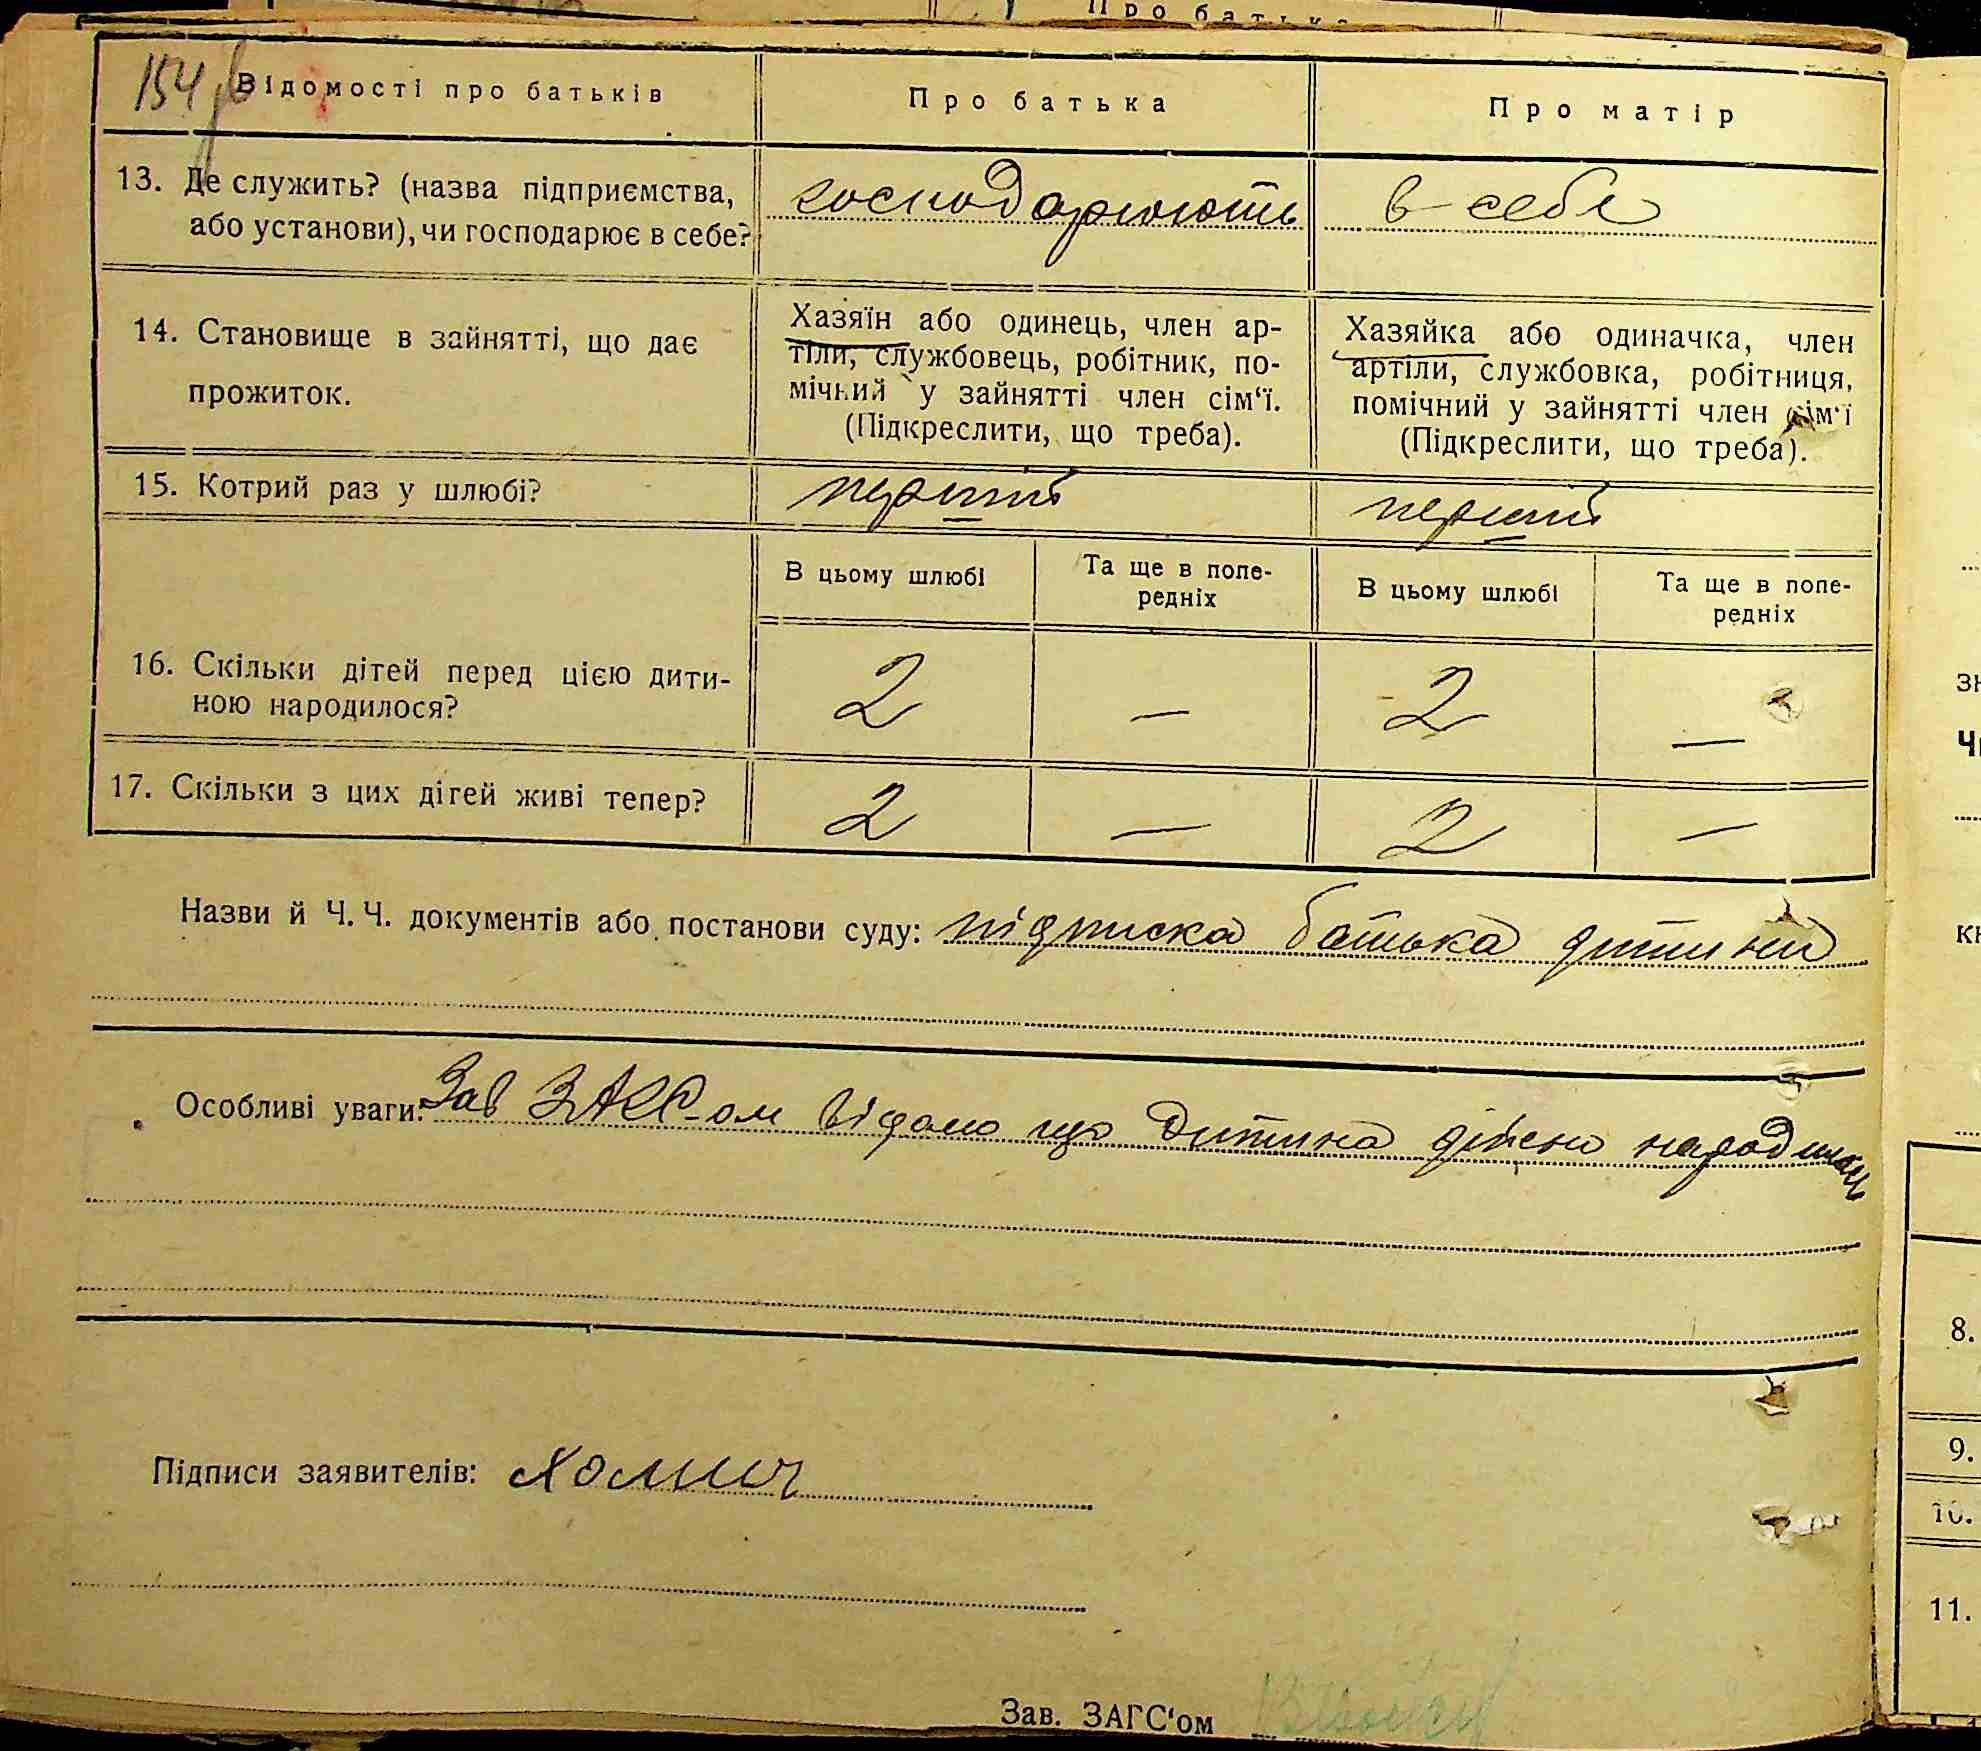 Про батька
154
Відомості про батьків
Про батька
Про матір
13. Де служить? (назва підприємства,
або установи), чи господарює в себе?
господарюють
в себе
14. Становище в зайнятті, що дає
прожиток.
Хазяїн або одинець, член ар-
тіли, службовець, робітник, по-
мічний у зайнятті член сім‘ї.
(Підкреслити, що треба).
Хазяйка або одиначка, член
артіли, службовка, робітниця,
помічний у зайнятті член сім‘ї
(Підкреслити, що треба).
15. Котрий раз у шлюбі?
перший
перший
В цьому шлюбі
Та ще в попе-
редніх
В цьому шлюбі
Та ще в попе-
редніх
16. Скільки дітей перед цією дити-
ною народилося?
2
—
2
—
17. Скільки з цих дітей живі тепер?
2
—
2
—
Назви й Ч. Ч. документів або постанови суду: підписка батька дитини
Особливі уваги: Зав ЗАГС-ом відомо що дитина дійсно
Підписи заявителів: Хомич
Зав. ЗАГС‘ом
8.
9.
10.
11.